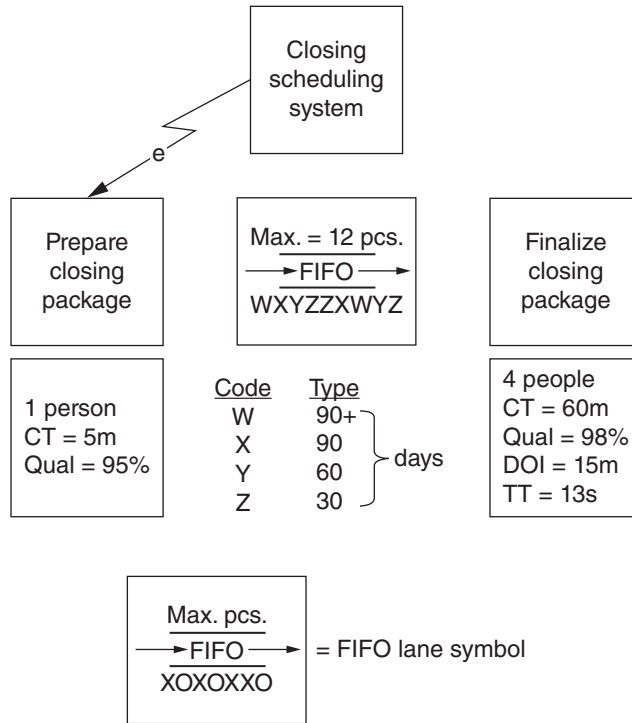 Closing
scheduling
system
e
Prepare
closing
package
Max. = 12 pcs.
FIFO
WXYZZXWYZ
Finalize
closing
package
1 person
CT = 5m
Qual = 95%
Code Type
W 90+
X 90
Y 60
Z 30
days
4 people
CT = 60m
Qual = 98%
DOI = 15m
TT = 13s
Max. pcs.
FIFO
XOXOXXO
= FIFO lane symbol